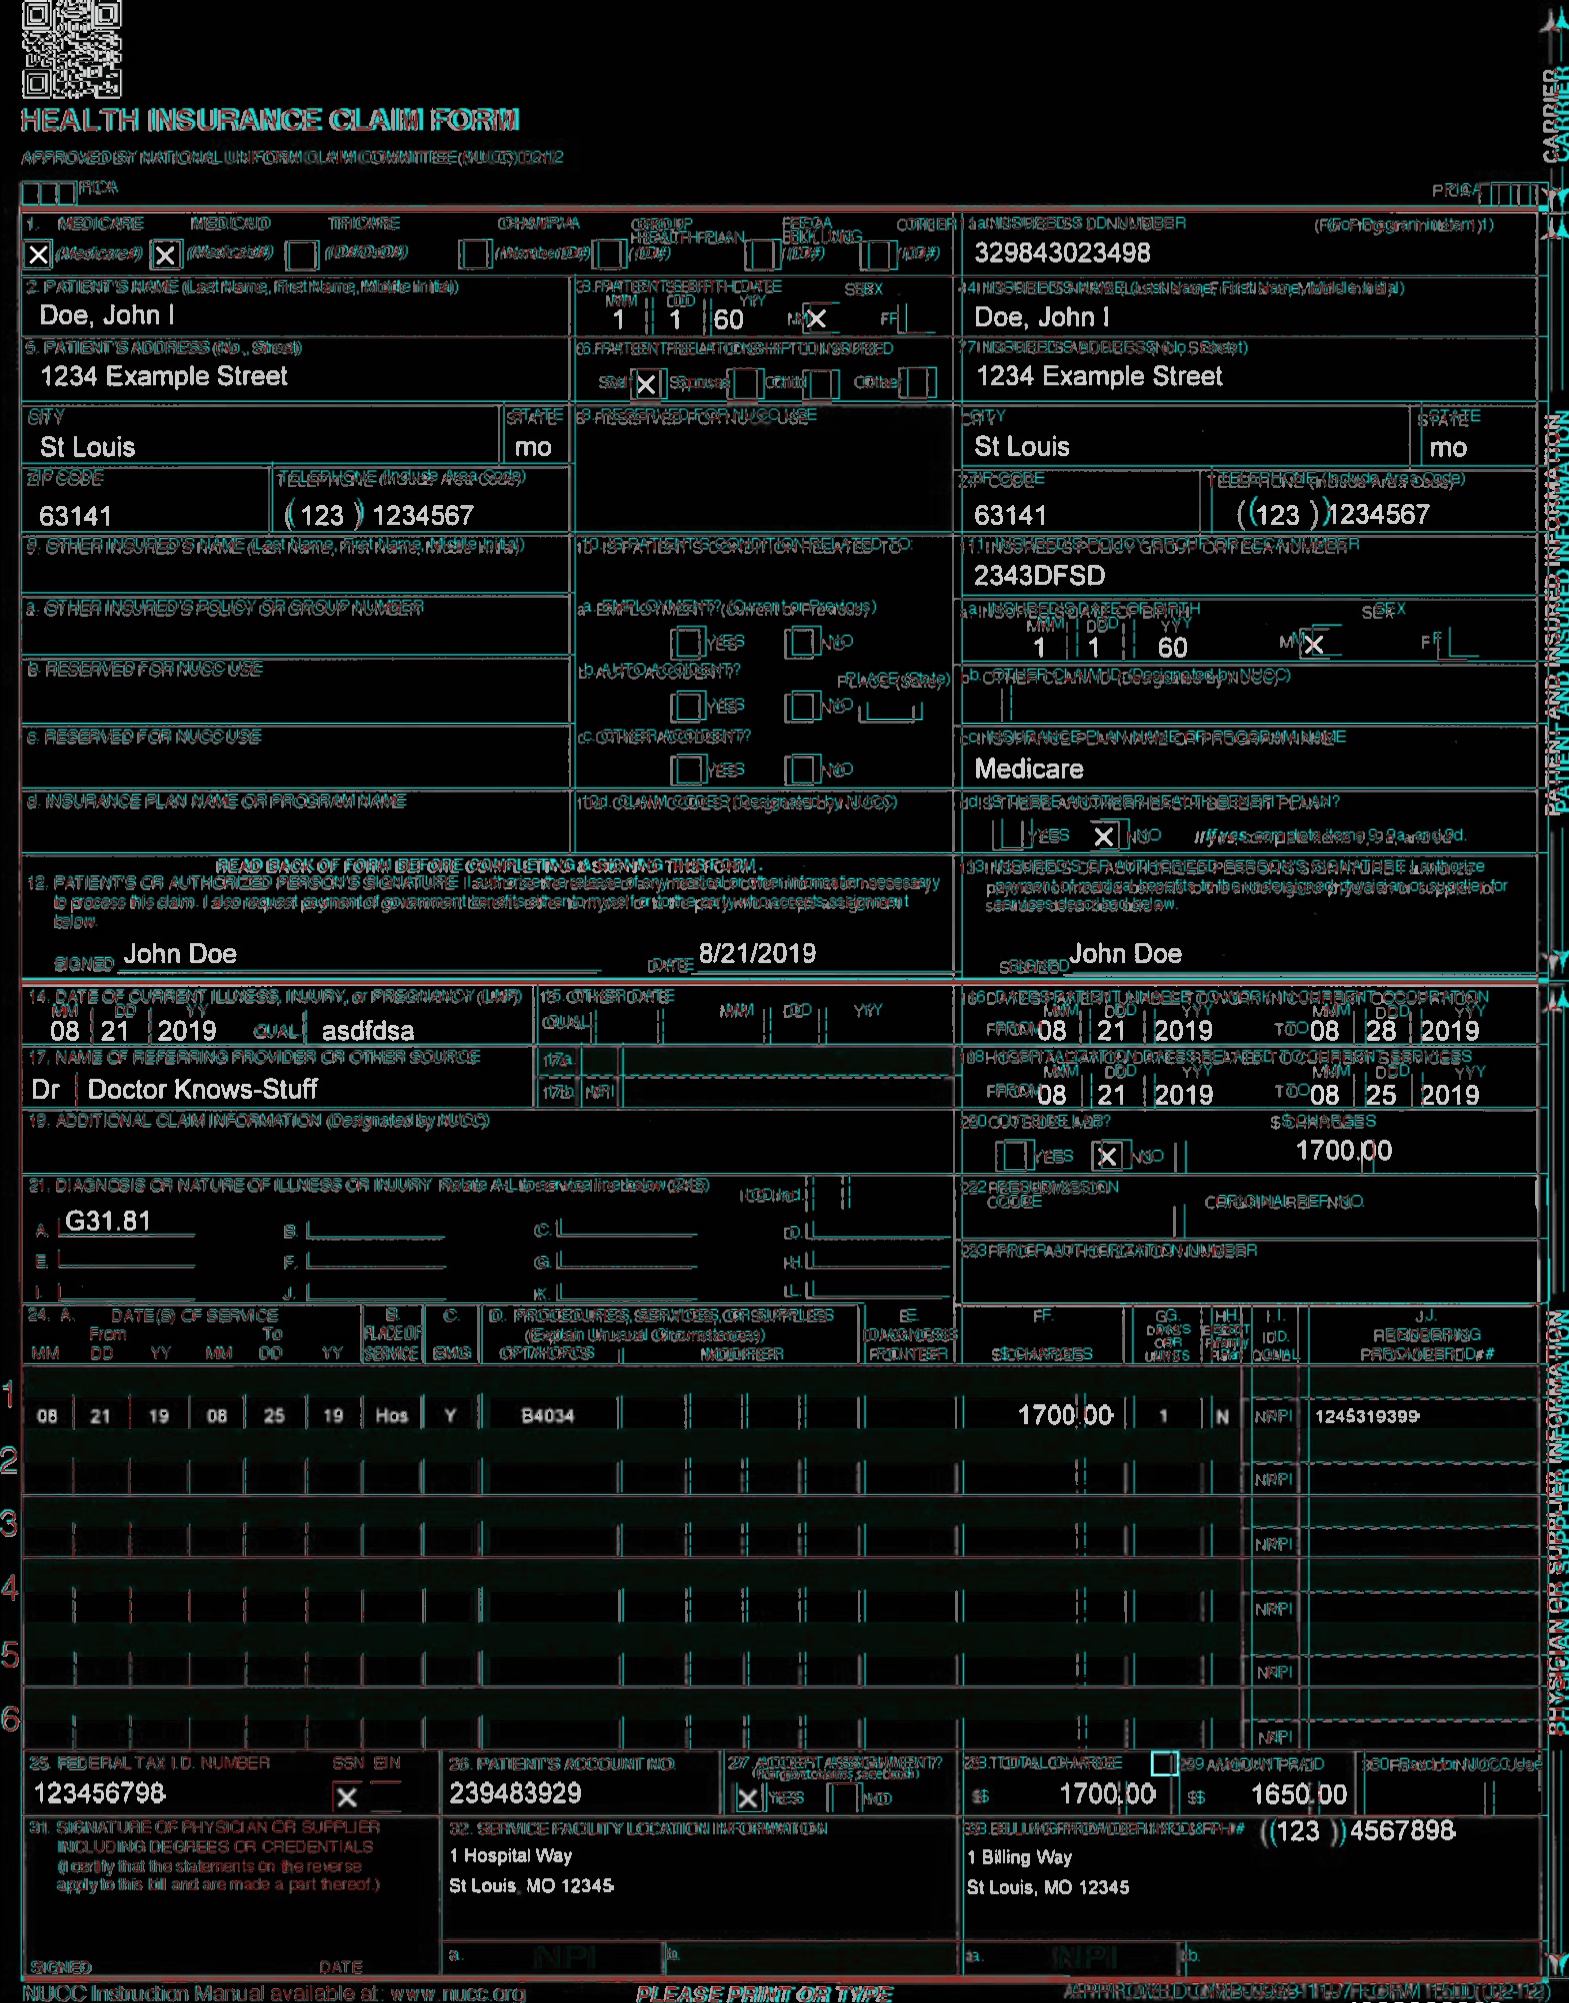 HEALTH INSURANCE CLAIM FORM
APPROVED BY NATIONAL UNIFORM CLAIM COMMITTEE (NUCC) 02/12
PICA
PICA
CARRIER
1. MEDICARE MEDICAID TRICARE CHAMPVA GROUP HEALTH PLAN FECA BLK LUNG OTHER
(Medicare#) (Medicaid#) (ID#/DoD#) (Member ID#) (ID#) (ID#) (ID#)
1a. INSURED'S I.D. NUMBER (For Program in Item 1)
329843023498
2. PATIENT'S NAME (Last Name, First Name, Middle Initial)
Doe, John I
3. PATIENT'S BIRTH DATE SEX
MM DD YY
1 1 60 M X F
4. INSURED'S NAME (Last Name, First Name, Middle Initial)
Doe, John I
5. PATIENT'S ADDRESS (No., Street)
1234 Example Street
6. PATIENT RELATIONSHIP TO INSURED
Self X Spouse Child Other
7. INSURED'S ADDRESS (No., Street)
1234 Example Street
CITY STATE
St Louis mo
8. RESERVED FOR NUCC USE
CITY STATE
St Louis mo
ZIP CODE TELEPHONE (Include Area Code)
63141 (123) 1234567
ZIP CODE TELEPHONE (Include Area Code)
63141 (123) 1234567
9. OTHER INSURED'S NAME (Last Name, First Name, Middle Initial)
10. IS PATIENT'S CONDITION RELATED TO:
11. INSURED'S POLICY GROUP OR FECA NUMBER
2343DFSD
a. OTHER INSURED'S POLICY OR GROUP NUMBER
a. EMPLOYMENT? (Current or Previous)
YES NO
a. INSURED'S DATE OF BIRTH SEX
MM DD YY
1 1 60 M X F
b. RESERVED FOR NUCC USE
b. AUTO ACCIDENT? PLACE (State)
YES NO
b. OTHER CLAIM ID (Designated by NUCC)
c. RESERVED FOR NUCC USE
c. OTHER ACCIDENT?
YES NO
c. INSURANCE PLAN NAME OR PROGRAM NAME
Medicare
d. INSURANCE PLAN NAME OR PROGRAM NAME
10d. CLAIM CODES (Designated by NUCC)
d. IS THERE ANOTHER HEALTH BENEFIT PLAN?
YES X NO If yes, complete items 9, 9a, and 9d.
PATIENT AND INSURED INFORMATION
READ BACK OF FORM BEFORE COMPLETING & SIGNING THIS FORM.
12. PATIENT'S OR AUTHORIZED PERSON'S SIGNATURE I authorize the release of any medical or other information necessary
to process this claim. I also request payment of government benefits either to myself or to the party who accepts assignment
below.
SIGNED John Doe DATE 8/21/2019
13. INSURED'S OR AUTHORIZED PERSON'S SIGNATURE I authorize
payment of medical benefits to the undersigned physician or supplier for
services described below.
SIGNED John Doe
14. DATE OF CURRENT ILLNESS, INJURY, or PREGNANCY (LMP)
MM DD YY
08 21 2019 QUAL. asdfdsa
15. OTHER DATE
QUAL. MM DD YY
16. DATES PATIENT UNABLE TO WORK IN CURRENT OCCUPATION
MM DD YY MM DD YY
FROM 08 21 2019 TO 08 28 2019
17. NAME OF REFERRING PROVIDER OR OTHER SOURCE
Dr Doctor Knows-Stuff
17a.
17b. NPI
18. HOSPITALIZATION DATES RELATED TO CURRENT SERVICES
MM DD YY MM DD YY
FROM 08 21 2019 TO 08 25 2019
19. ADDITIONAL CLAIM INFORMATION (Designated by NUCC)
20. OUTSIDE LAB? $ CHARGES
YES X NO 1700.00
21. DIAGNOSIS OR NATURE OF ILLNESS OR INJURY Relate A-L to service line below (24E) ICD Ind.
A. G31.81 B. C. D.
E. F. G. H.
I. J. K. L.
22. RESUBMISSION CODE ORIGINAL REF. NO.
23. PRIOR AUTHORIZATION NUMBER
24. A. DATE(S) OF SERVICE B. C. D. PROCEDURES, SERVICES, OR SUPPLIES E. F. G. H. I. J.
From To PLACE OF (Explain Unusual Circumstances) DIAGNOSIS DAYS OR UNITS EPSDT Family Plan ID. RENDERING
MM DD YY MM DD YY SERVICE EMG CPT/HCPCS MODIFIER POINTER $ CHARGES QUAL. PROVIDER ID. #
1 08 21 19 08 25 19 Hos Y B4034 1700 00 1 N NPI 1245319399
2 NPI
3 NPI
4 NPI
5 NPI
6 NPI
PHYSICIAN OR SUPPLIER INFORMATION
25. FEDERAL TAX I.D. NUMBER SSN EIN
123456798 X
26. PATIENT'S ACCOUNT NO.
239483929
27. ACCEPT ASSIGNMENT?
(For govt. claims, see back)
X YES NO
28. TOTAL CHARGE
$ 1700.00
29. AMOUNT PAID
$ 1650.00
30. Rsvd for NUCC Use
31. SIGNATURE OF PHYSICIAN OR SUPPLIER
INCLUDING DEGREES OR CREDENTIALS
(I certify that the statements on the reverse
apply to this bill and are made a part thereof.)
SIGNED DATE
32. SERVICE FACILITY LOCATION INFORMATION
1 Hospital Way
St Louis, MO 12345
a. NPI b.
33. BILLING PROVIDER INFO & PH # (123) 4567898
1 Billing Way
St Louis, MO 12345
a. NPI b.
NUCC Instruction Manual available at: www.nucc.org
PLEASE PRINT OR TYPE
APPROVED OMB-0938-1197 FORM 1500 (02-12)